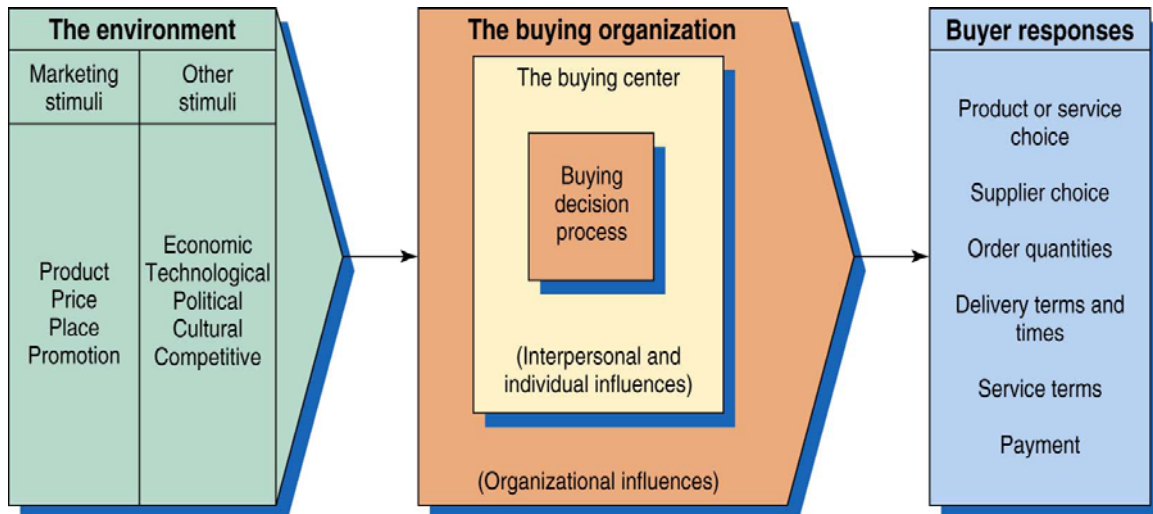 The environment
Marketing
stimuli
Other
stimuli
Product
Price
Place
Promotion
Economic
Technological
Political
Cultural
Competitive
The buying organization
The buying center
Buying
decision
process
(Interpersonal and
individual influences)
(Organizational influences)
Buyer responses
Product or service
choice
Supplier choice
Order quantities
Delivery terms and
times
Service terms
Payment